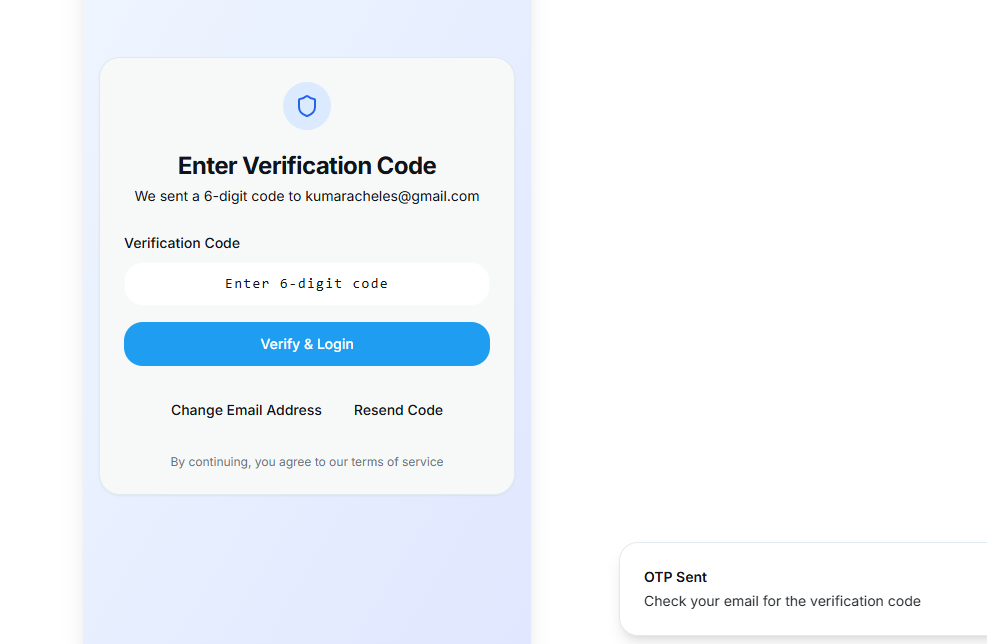 Enter Verification Code
We sent a 6-digit code to kumaracheles@gmail.com
Verification Code
Enter 6-digit code
Verify & Login
Change Email Address
Resend Code
By continuing, you agree to our terms of service
OTP Sent
Check your email for the verification code